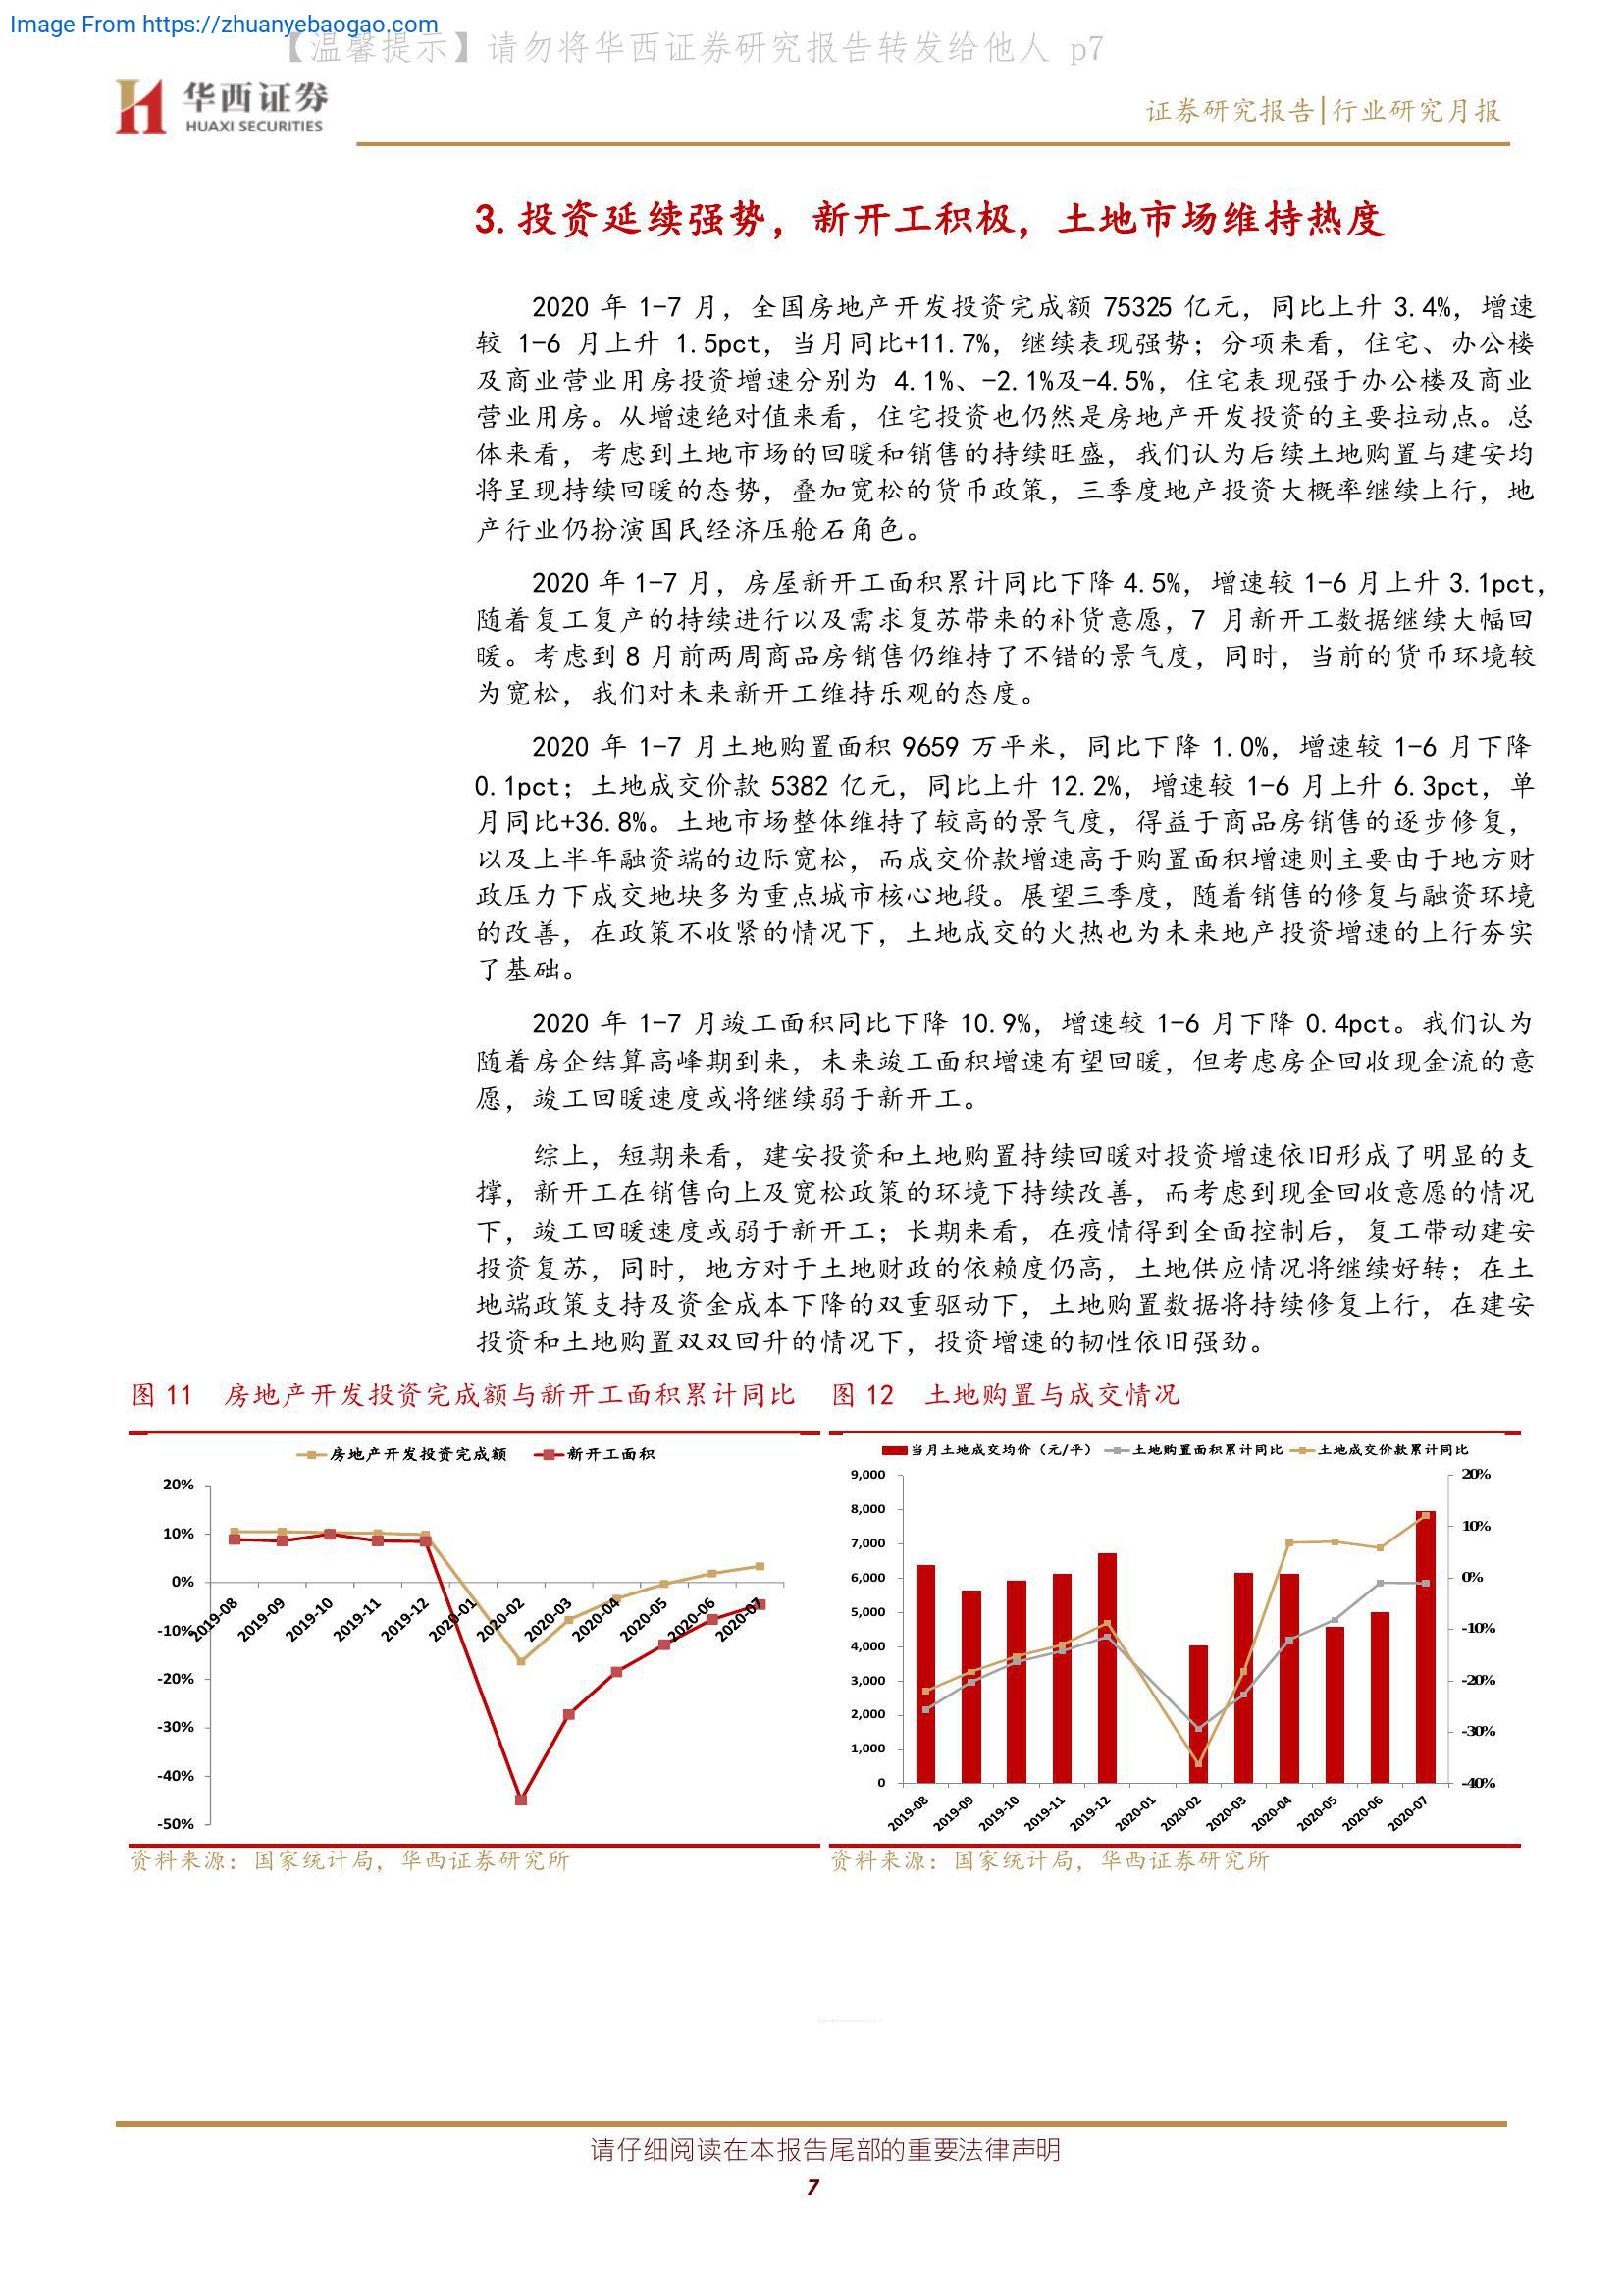 Image From https://zhuanyebaogao.com
【温馨提示】请勿将华西证券研究报告转发给他人 p7
华西证券
HUAXI SECURITIES
证券研究报告|行业研究月报
3. 投资延续强势，新开工积极，土地市场维持热度
2020 年 1-7 月，全国房地产开发投资完成额 75325 亿元，同比上升 3.4%，增速
较 1-6 月上升 1.5pct，当月同比+11.7%，继续表现强势；分项来看，住宅、办公楼
及商业营业用房投资增速分别为 4.1%、-2.1%及-4.5%，住宅表现强于办公楼及商业
营业用房。从增速绝对值来看，住宅投资也仍然是房地产开发投资的主要拉动点。总
体来看，考虑到土地市场的回暖和销售的持续旺盛，我们认为后续土地购置与建安均
将呈现持续回暖的态势，叠加宽松的货币政策，三季度地产投资大概率继续上行，地
产行业仍扮演国民经济压舱石角色。
2020 年 1-7 月，房屋新开工面积累计同比下降 4.5%，增速较 1-6 月上升 3.1pct，
随着复工复产的持续进行以及需求复苏带来的补货意愿，7 月新开工数据继续大幅回
暖。考虑到 8 月前两周商品房销售仍维持了不错的景气度，同时，当前的货币环境较
为宽松，我们对未来新开工维持乐观的态度。
2020 年 1-7 月土地购置面积 9659 万平米，同比下降 1.0%，增速较 1-6 月下降
0.1pct；土地成交价款 5382 亿元，同比上升 12.2%，增速较 1-6 月上升 6.3pct，单
月同比+36.8%。土地市场整体维持了较高的景气度，得益于商品房销售的逐步修复，
以及上半年融资端的边际宽松，而成交价款增速高于购置面积增速则主要由于地方财
政压力下成交地块多为重点城市核心地段。展望三季度，随着销售的修复与融资环境
的改善，在政策不收紧的情况下，土地成交的火热也为未来地产投资增速的上行夯实
了基础。
2020 年 1-7 月竣工面积同比下降 10.9%，增速较 1-6 月下降 0.4pct。我们认为
随着房企结算高峰期到来，未来竣工面积增速有望回暖，但考虑房企回收现金流的意
愿，竣工回暖速度或将继续弱于新开工。
综上，短期来看，建安投资和土地购置持续回暖对投资增速依旧形成了明显的支
撑，新开工在销售向上及宽松政策的环境下持续改善，而考虑到现金回收意愿的情况
下，竣工回暖速度或弱于新开工；长期来看，在疫情得到全面控制后，复工带动建安
投资复苏，同时，地方对于土地财政的依赖度仍高，土地供应情况将继续好转；在土
地端政策支持及资金成本下降的双重驱动下，土地购置数据将持续修复上行，在建安
投资和土地购置双双回升的情况下，投资增速的韧性依旧强劲。
图 11 房地产开发投资完成额与新开工面积累计同比
房地产开发投资完成额 新开工面积
20%
10%
0%
-10%
-20%
-30%
-40%
-50%
2019-08 2019-09 2019-10 2019-11 2019-12 2020-01 2020-02 2020-03 2020-04 2020-05 2020-06 2020-07
资料来源：国家统计局，华西证券研究所
图 12 土地购置与成交情况
当月土地成交均价（元/平） 土地购置面积累计同比 土地成交价款累计同比
9,000
8,000
7,000
6,000
5,000
4,000
3,000
2,000
1,000
0
20%
10%
0%
-10%
-20%
-30%
-40%
2019-08 2019-09 2019-10 2019-11 2019-12 2020-01 2020-02 2020-03 2020-04 2020-05 2020-06 2020-07
资料来源：国家统计局，华西证券研究所
请仔细阅读在本报告尾部的重要法律声明
7